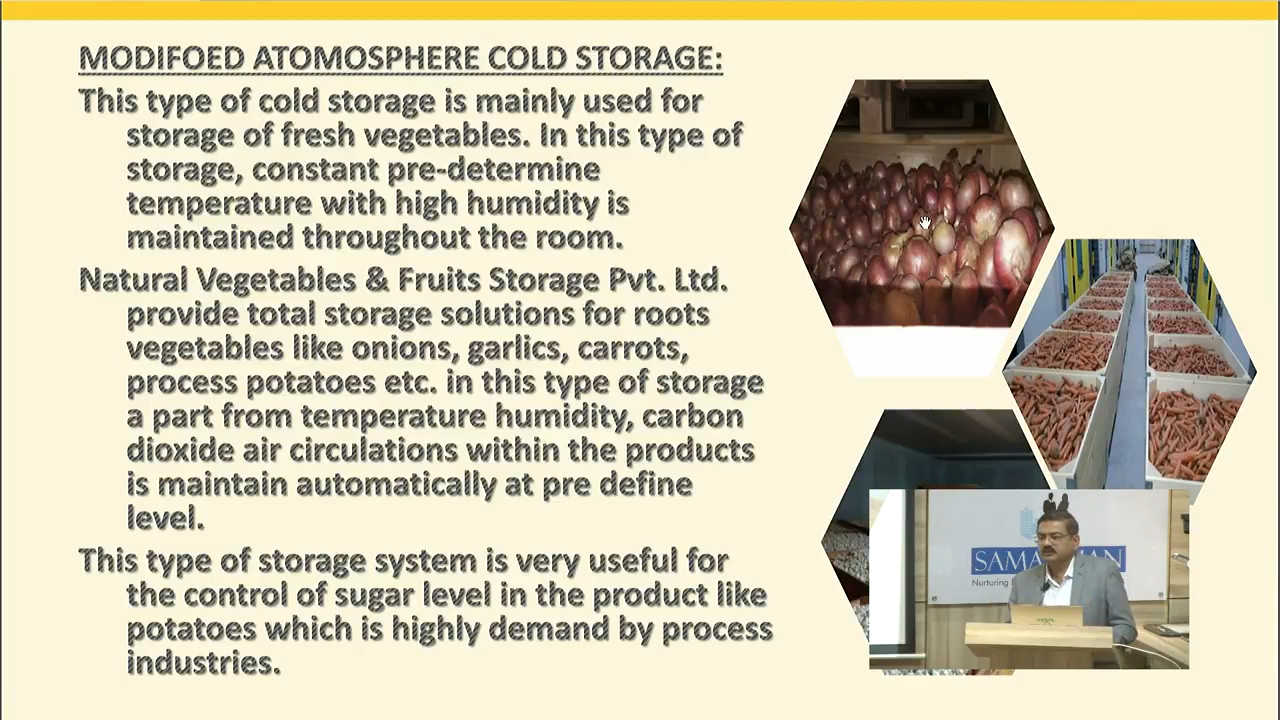 MODIFOED ATOMOSPHERE COLD STORAGE:
This type of cold storage is mainly used for
storage of fresh vegetables. In this type of
storage, constant pre-determine
temperature with high humidity is
maintained throughout the room.
Natural Vegetables & Fruits Storage Pvt. Ltd.
provide total storage solutions for roots
vegetables like onions, garlics, carrots,
process potatoes etc. in this type of storage
a part from temperature humidity, carbon
dioxide air circulations within the products
is maintain automatically at pre define
level.
This type of storage system is very useful for
the control of sugar level in the product like
potatoes which is highly demand by process
industries.
Nurturing